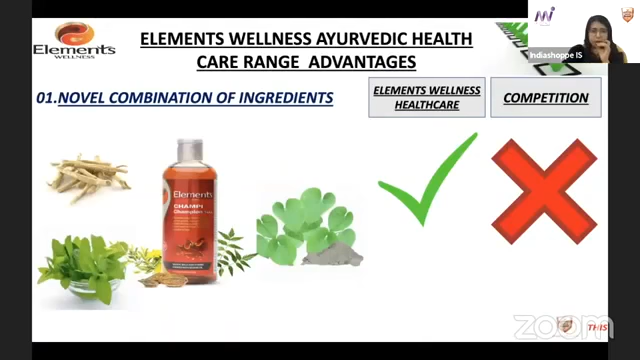 Elements
WELLNESS
ELEMENTS WELLNESS AYURVEDIC HEALTH
CARE RANGE ADVANTAGES
Indiashoppe IS
01.NOVEL COMBINATION OF INGREDIENTS
ELEMENTS WELLNESS
HEALTHCARE
COMPETITION
Elements
CHAMPI
THIS
zoom